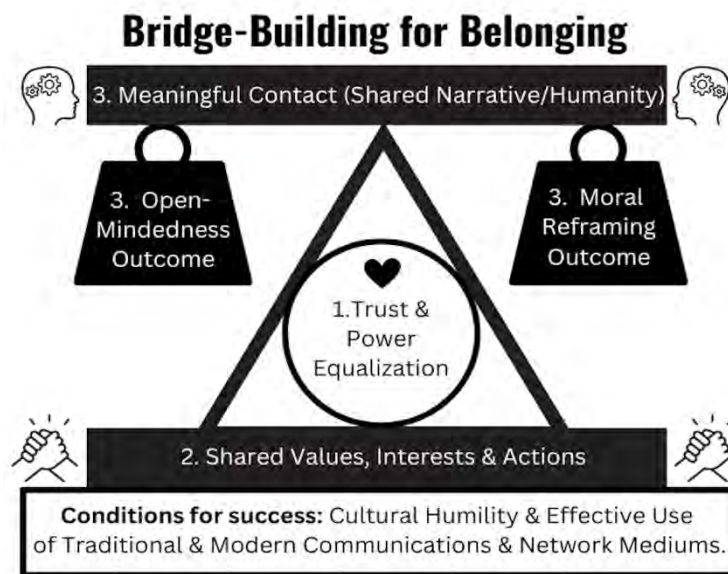 Bridge-Building for Belonging
3. Meaningful Contact (Shared Narrative/Humanity)
3. Open-
Mindedness
Outcome
3. Moral
Reframing
Outcome
1.Trust &
Power
Equalization
2. Shared Values, Interests & Actions
Conditions for success: Cultural Humility & Effective Use
of Traditional & Modern Communications & Network Mediums.